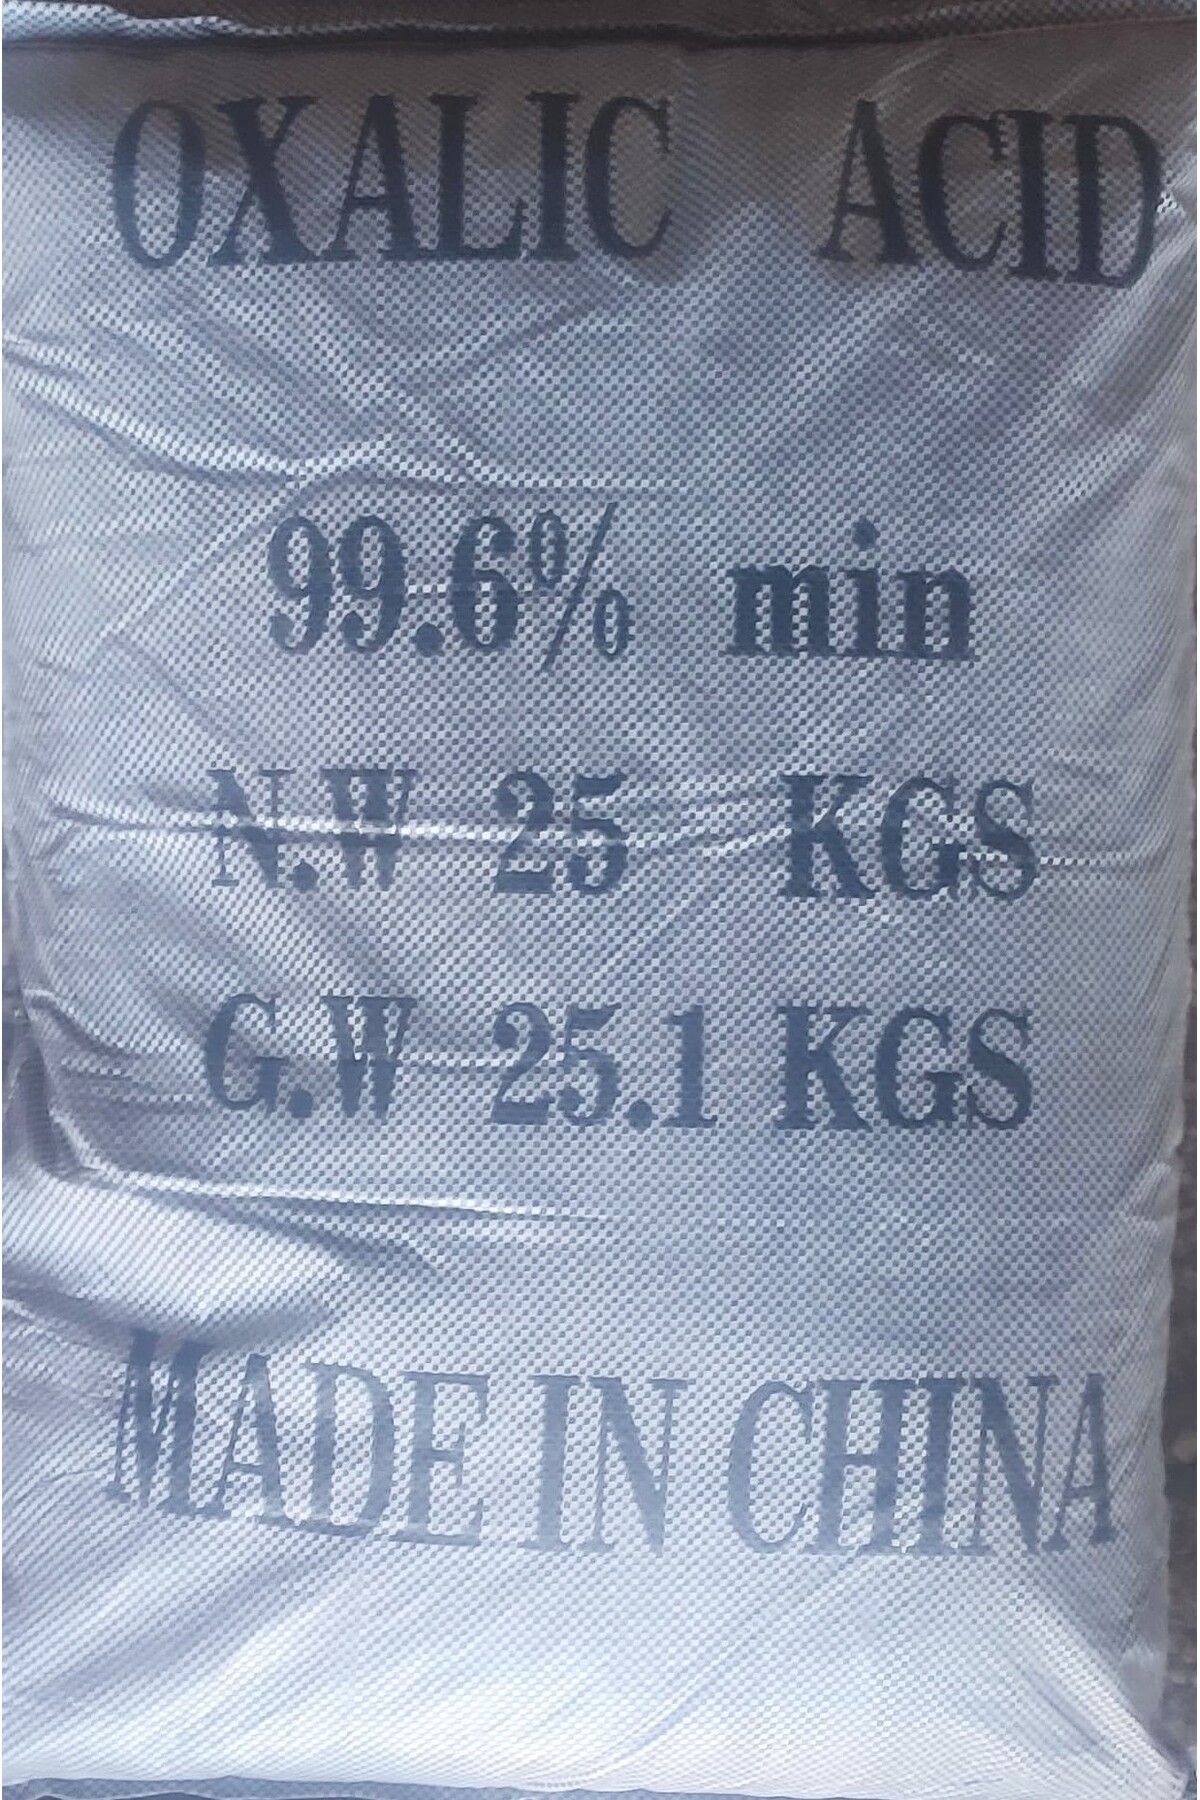 OXALIC ACID
99.6% min
N.W 25 KGS
G.W 25.1 KGS
MADE IN CHINA